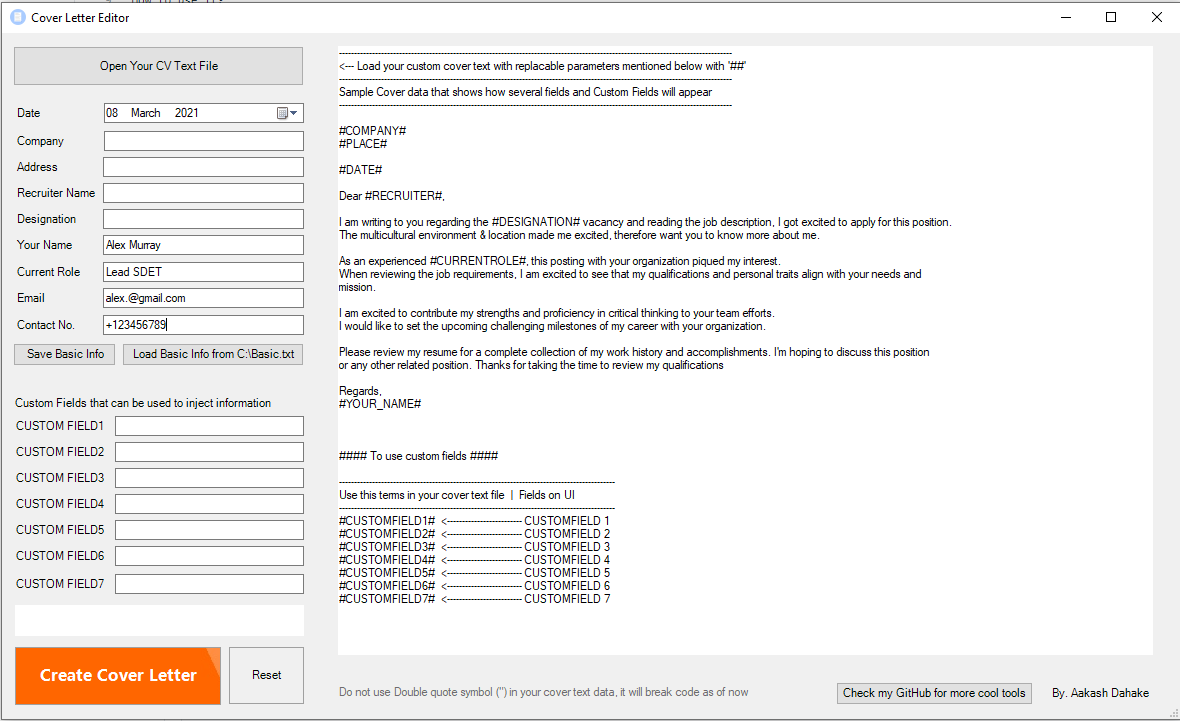 Cover Letter Editor
Open Your CV Text File
Date
08 March 2021
Company
Address
Recruiter Name
Designation
Your Name
Alex Murray
Current Role
Lead SDET
Email
alex.@gmail.com
Contact No.
+123456789
Save Basic Info
Load Basic Info from C:\Basic.txt
Custom Fields that can be used to inject information
CUSTOM FIELD1
CUSTOM FIELD2
CUSTOM FIELD3
CUSTOM FIELD4
CUSTOM FIELD5
CUSTOM FIELD6
CUSTOM FIELD7
Create Cover Letter
Reset
<--- Load your custom cover text with replacable parameters mentioned below with '##'
Sample Cover data that shows how several fields and Custom Fields will appear
#COMPANY#
#PLACE#
#DATE#
Dear #RECRUITER#,
I am writing to you regarding the #DESIGNATION# vacancy and reading the job description, I got excited to apply for this position.
The multicultural environment & location made me excited, therefore want you to know more about me.
As an experienced #CURRENTROLE#, this posting with your organization piqued my interest.
When reviewing the job requirements, I am excited to see that my qualifications and personal traits align with your needs and
mission.
I am excited to contribute my strengths and proficiency in critical thinking to your team efforts.
I would like to set the upcoming challenging milestones of my career with your organization.
Please review my resume for a complete collection of my work history and accomplishments. I'm hoping to discuss this position
or any other related position. Thanks for taking the time to review my qualifications
Regards,
#YOUR_NAME#
#### To use custom fields ####
Use this terms in your cover text file | Fields on UI
#CUSTOMFIELD1# <------------------------- CUSTOMFIELD 1
#CUSTOMFIELD2# <------------------------- CUSTOMFIELD 2
#CUSTOMFIELD3# <------------------------- CUSTOMFIELD 3
#CUSTOMFIELD4# <------------------------- CUSTOMFIELD 4
#CUSTOMFIELD5# <------------------------- CUSTOMFIELD 5
#CUSTOMFIELD6# <------------------------- CUSTOMFIELD 6
#CUSTOMFIELD7# <------------------------- CUSTOMFIELD 7
Do not use Double quote symbol (") in your cover text data, it will break code as of now
Check my GitHub for more cool tools
By. Aakash Dahake